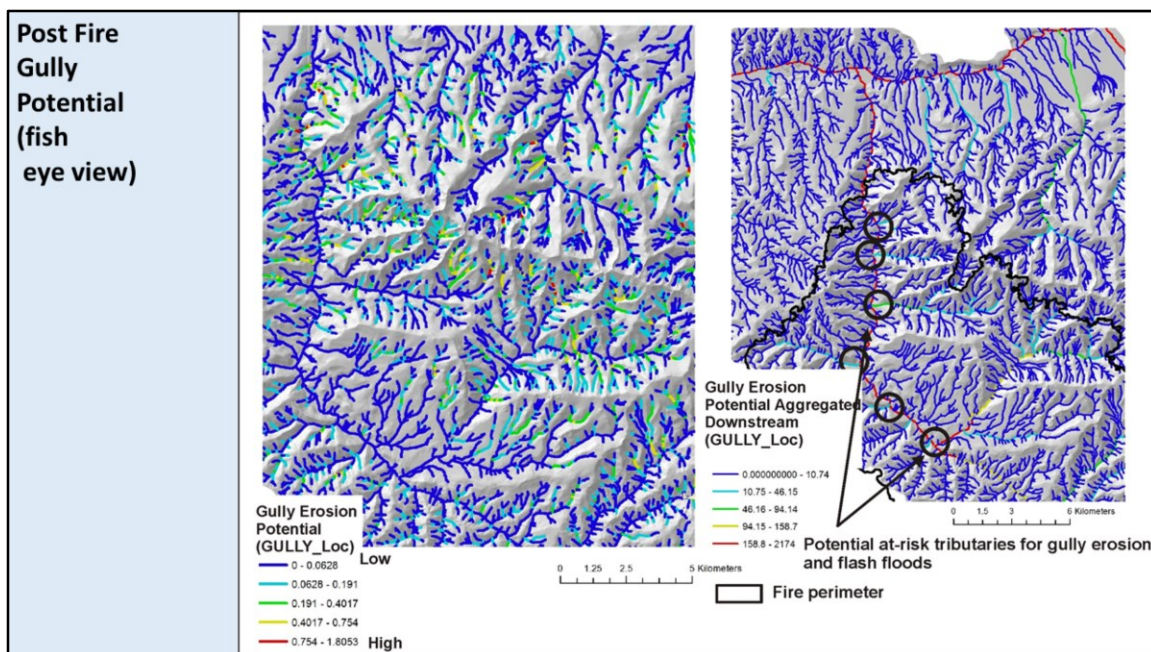 Post Fire
Gully
Potential
(fish
eye view)
Gully Erosion
Potential
(GULLY_Loc)
Low
0 - 0.0628
0.0628 - 0.191
0.191 - 0.4017
0.4017 - 0.754
0.754 - 1.8053
High
0 1.25 2.5 5 Kilometers
Gully Erosion
Potential Aggregated
Downstream
(GULLY_Loc)
0.000000000 - 10.74
10.75 - 46.15
46.16 - 94.14
94.15 - 158.7
158.8 - 2174
0 1.5 3 6 Kilometers
Potential at-risk tributaries for gully erosion
and flash floods
Fire perimeter